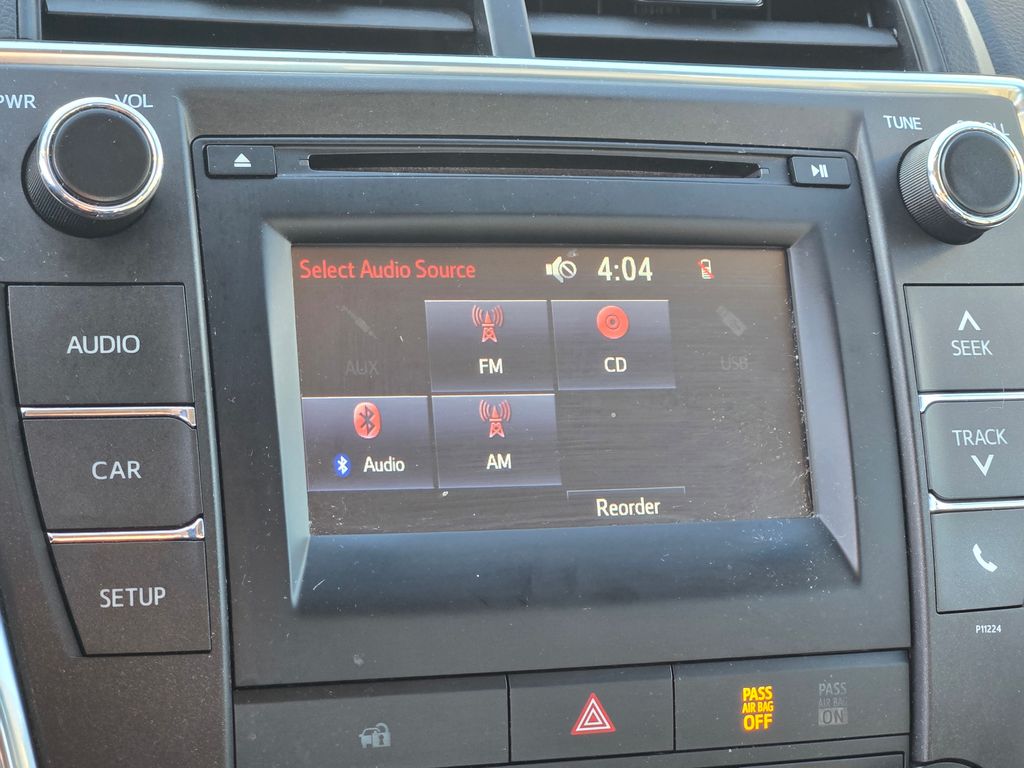 PWR VOL
TUNE SCROLL
Select Audio Source 4:04
AUX FM CD USB
Audio AM
Reorder
AUDIO
CAR
SETUP
SEEK
TRACK
P11224
PASS
AIR BAG
OFF
PASS
AIR BAG
ON